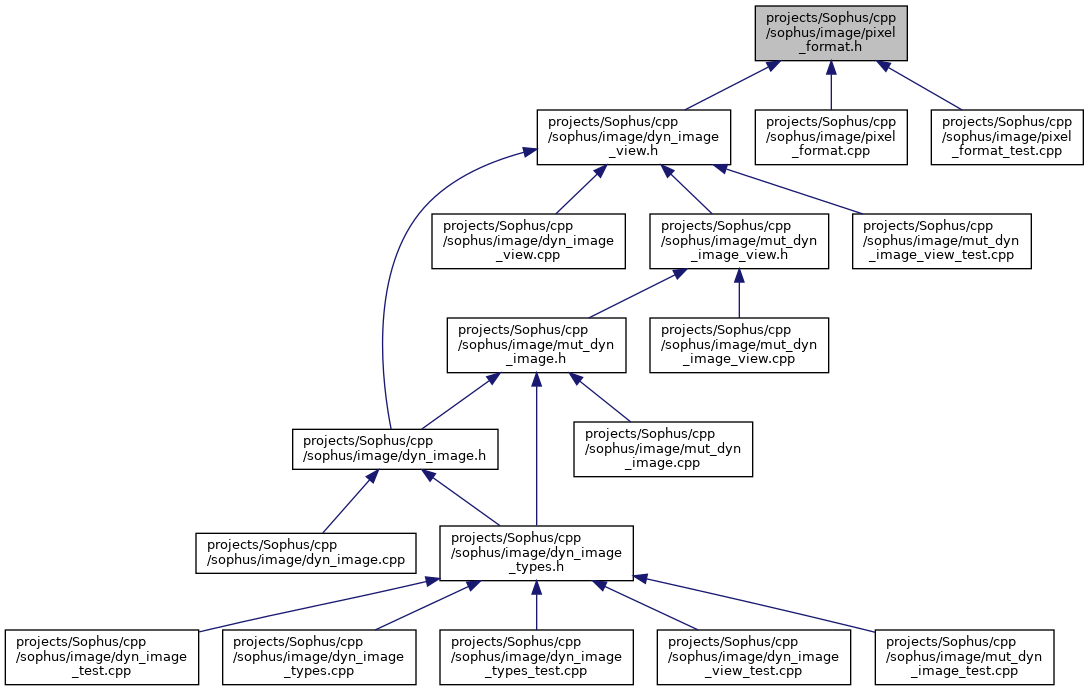 projects/Sophus/cpp
/sophus/image/pixel
_format.h
projects/Sophus/cpp
/sophus/image/dyn_image
_view.h
projects/Sophus/cpp
/sophus/image/pixel
_format.cpp
projects/Sophus/cpp
/sophus/image/pixel
_format_test.cpp
projects/Sophus/cpp
/sophus/image/dyn_image
_view.cpp
projects/Sophus/cpp
/sophus/image/mut_dyn
_image_view.h
projects/Sophus/cpp
/sophus/image/mut_dyn
_image_view_test.cpp
projects/Sophus/cpp
/sophus/image/mut_dyn
_image.h
projects/Sophus/cpp
/sophus/image/mut_dyn
_image_view.cpp
projects/Sophus/cpp
/sophus/image/dyn_image.h
projects/Sophus/cpp
/sophus/image/mut_dyn
_image.cpp
projects/Sophus/cpp
/sophus/image/dyn_image.cpp
projects/Sophus/cpp
/sophus/image/dyn_image
_types.h
projects/Sophus/cpp
/sophus/image/dyn_image
_test.cpp
projects/Sophus/cpp
/sophus/image/dyn_image
_types.cpp
projects/Sophus/cpp
/sophus/image/dyn_image
_types_test.cpp
projects/Sophus/cpp
/sophus/image/dyn_image
_view_test.cpp
projects/Sophus/cpp
/sophus/image/mut_dyn
_image_test.cpp